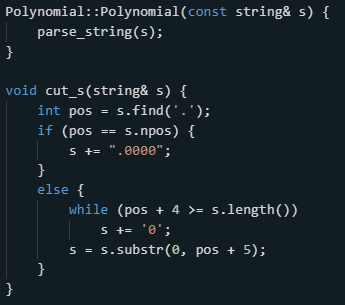 Polynomial::Polynomial(const string& s) {
    parse_string(s);
}

void cut_s(string& s) {
    int pos = s.find('.');
    if (pos == s.npos) {
        s += ".0000";
    }
    else {
        while (pos + 4 >= s.length())
            s += '0';
        s = s.substr(0, pos + 5);
    }
}